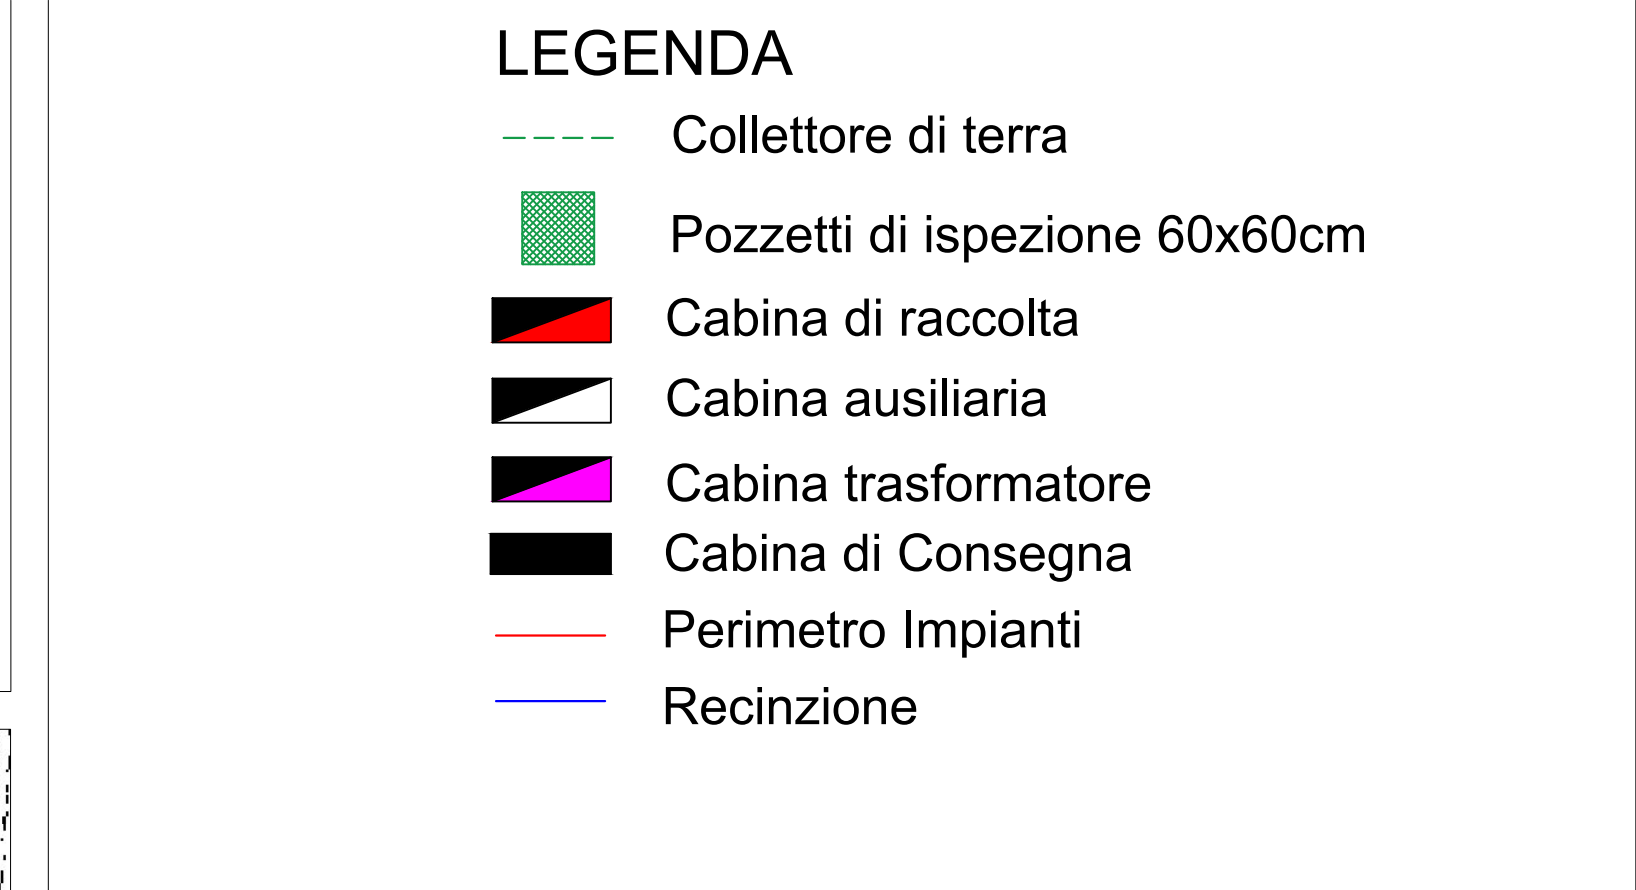 LEGENDA
Collettore di terra
Pozzetti di ispezione 60x60cm
Cabina di raccolta
Cabina ausiliaria
Cabina trasformatore
Cabina di Consegna
Perimetro Impianti
Recinzione